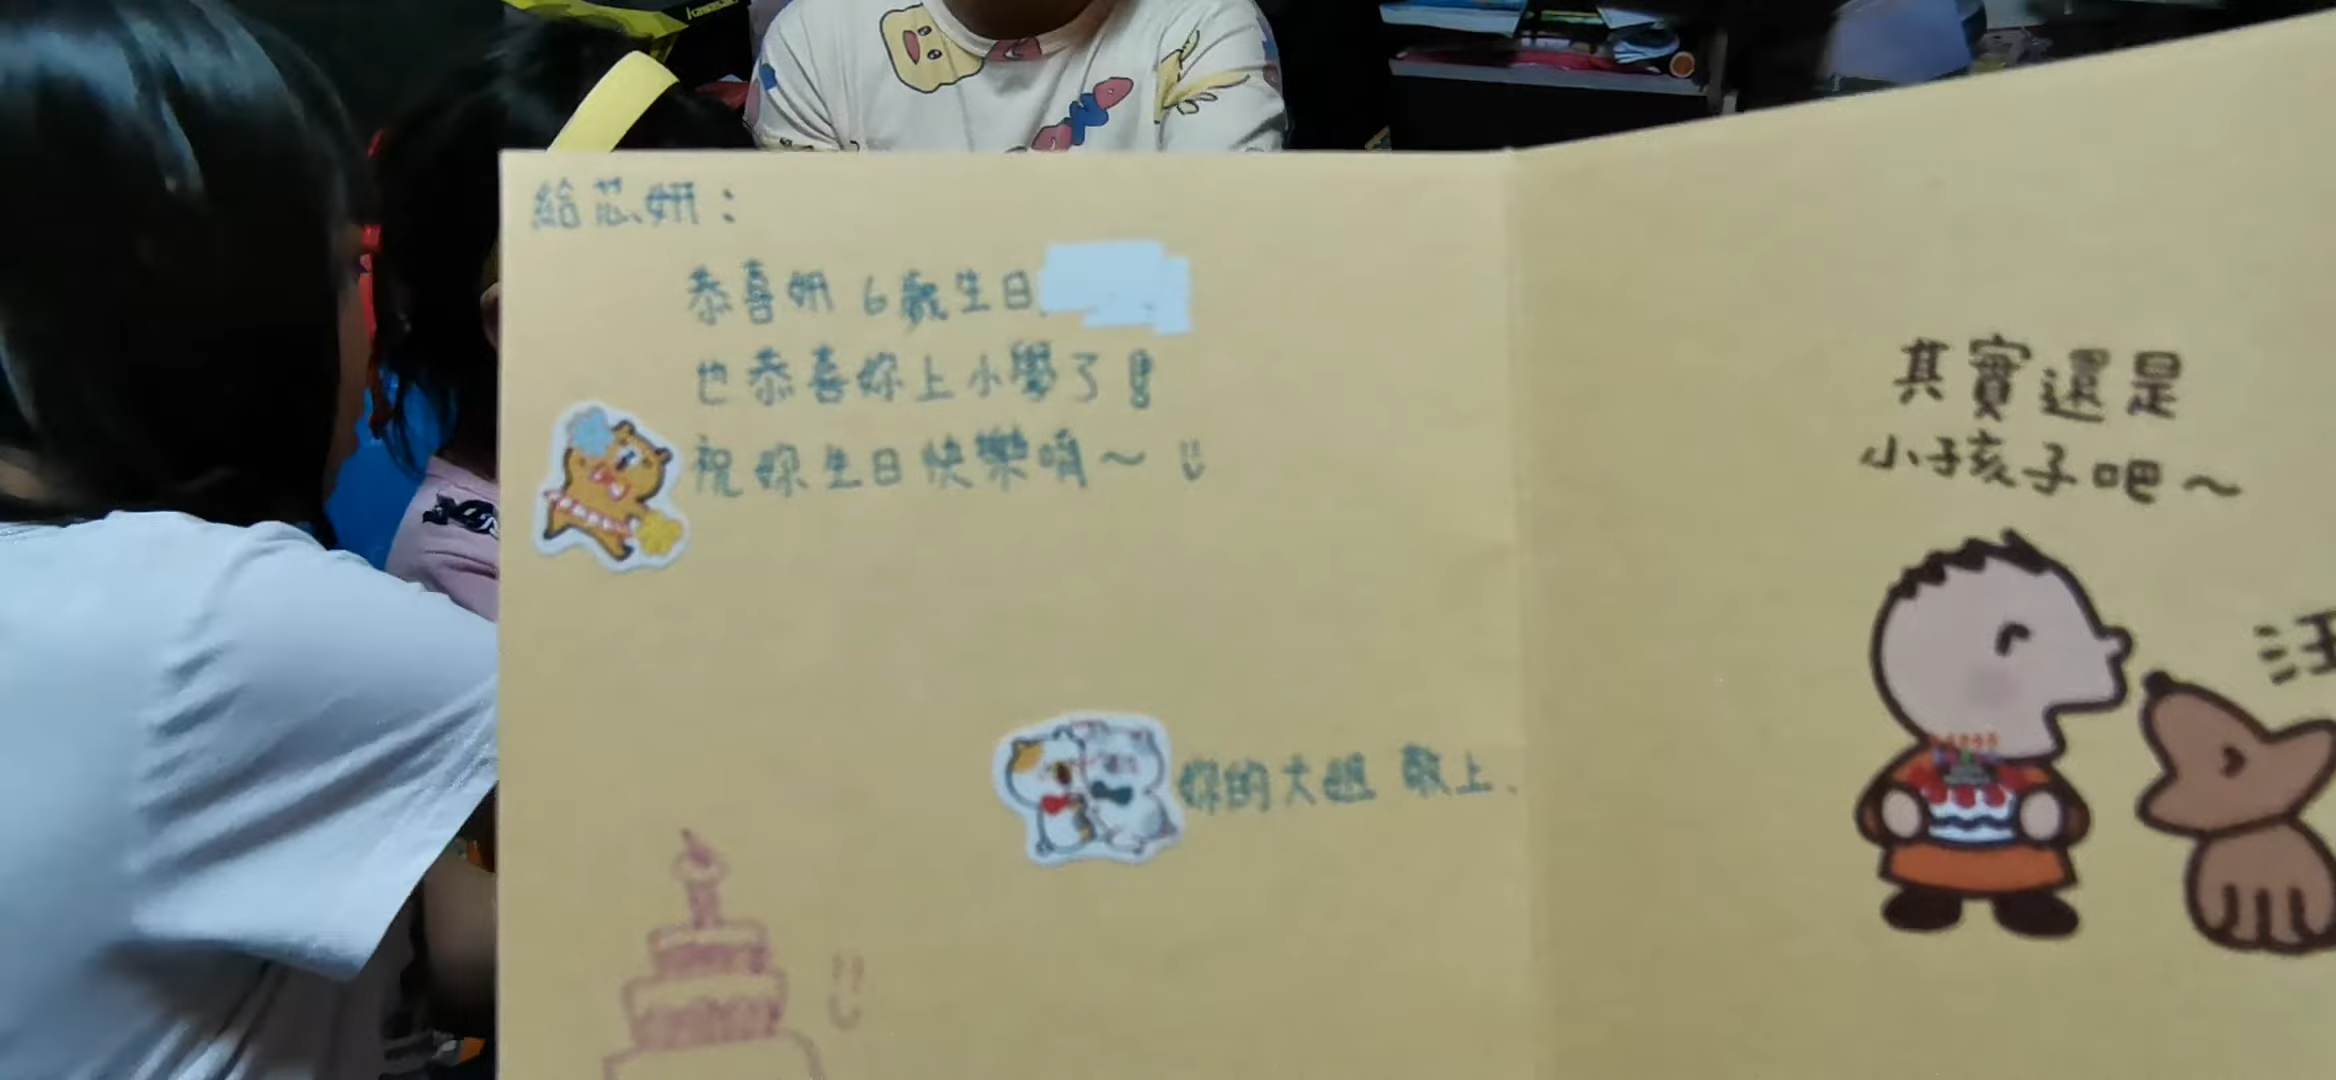 給芯妍：
恭喜妍 6歲生日
也恭喜妳上小學了！
祝妳生日快樂唷～
妳的大姐 敬上.
其實還是
小孩子吧～
汪